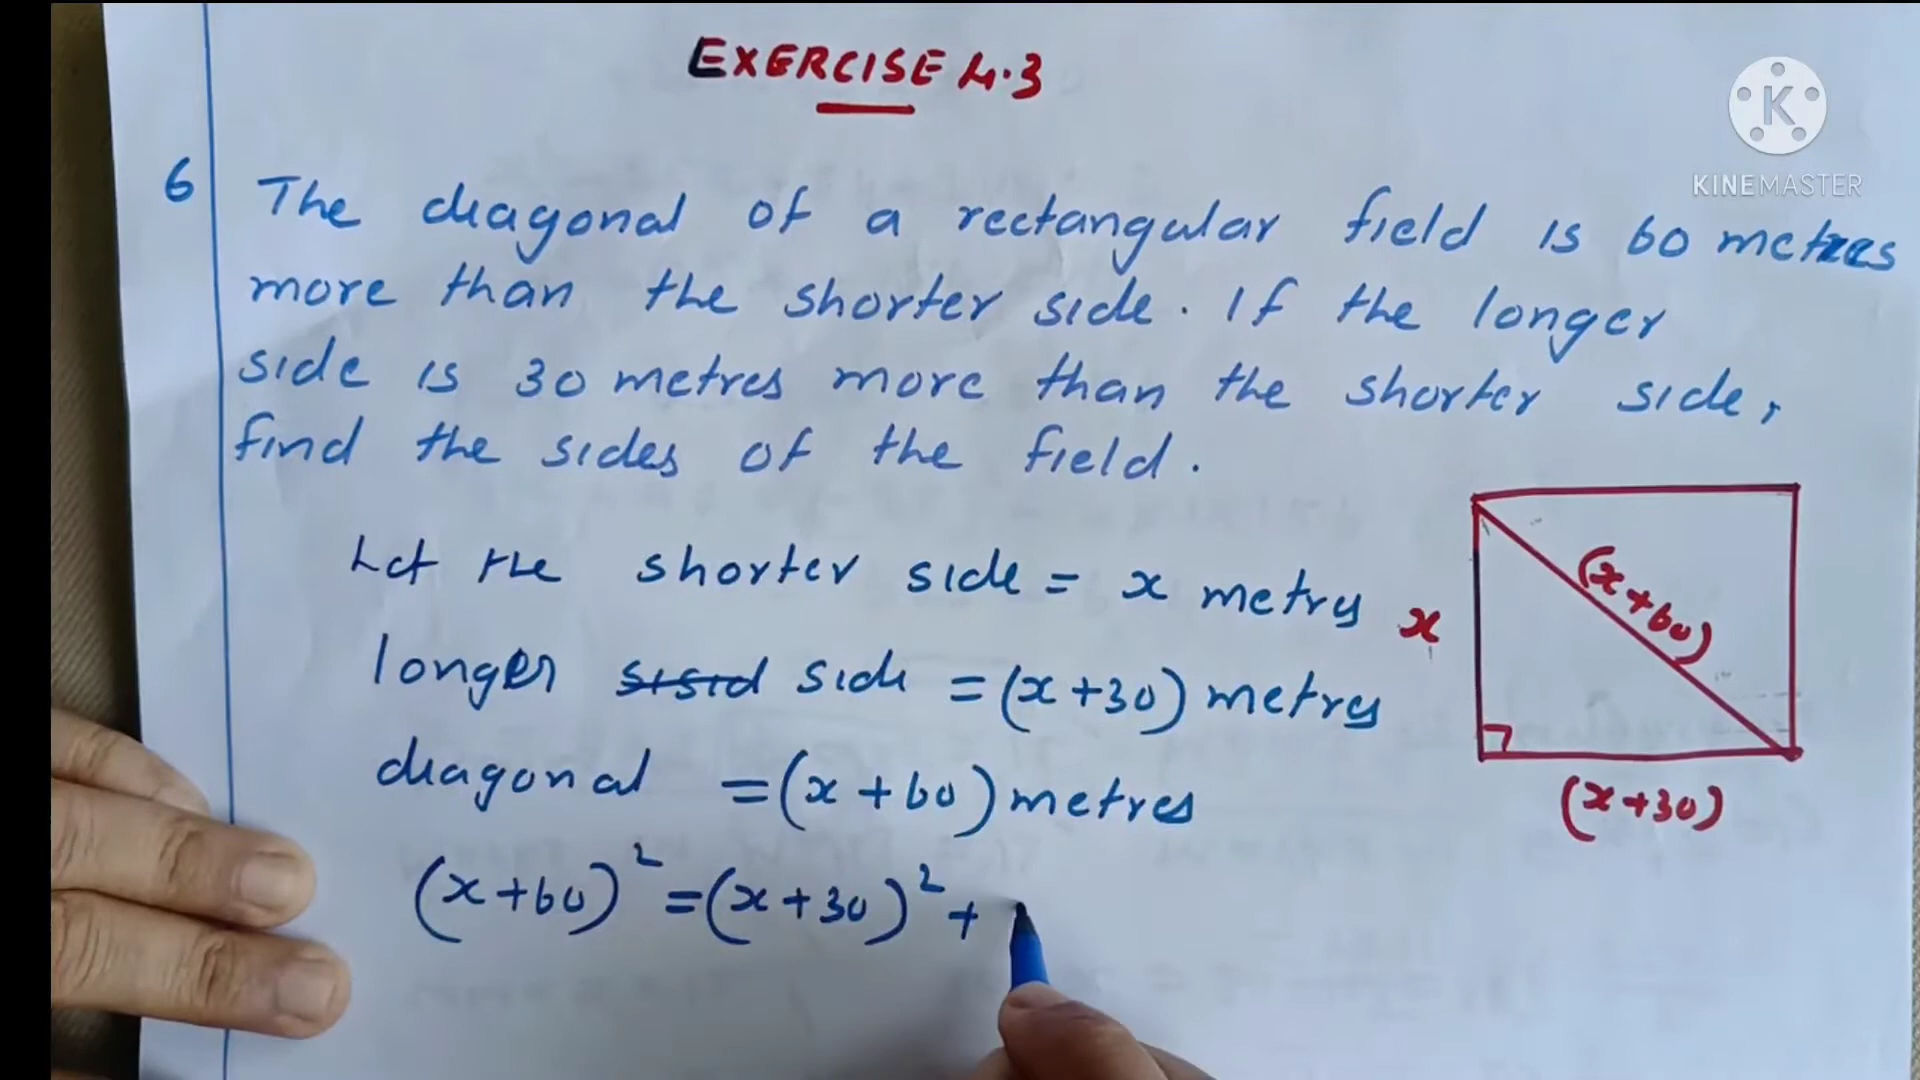 EXERCISE 4.3
K
KINEMASTER
6 The diagonal of a rectangular field is 60 metres
more than the shorter side. If the longer
side is 30 metres more than the shorter side,
find the sides of the field.
Let the shorter side = x metres
longer side = (x+30) metres
diagonal = (x+60) metres
(x+60)² = (x+30)² +
x
(x+60)
(x+30)